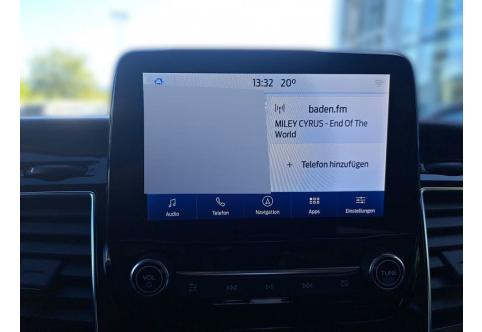 13:32 20°
baden.fm
MILEY CYRUS - End Of The
World
+ Telefon hinzufügen
Audio Telefon Navigation Apps Einstellungen
VOL TUNE